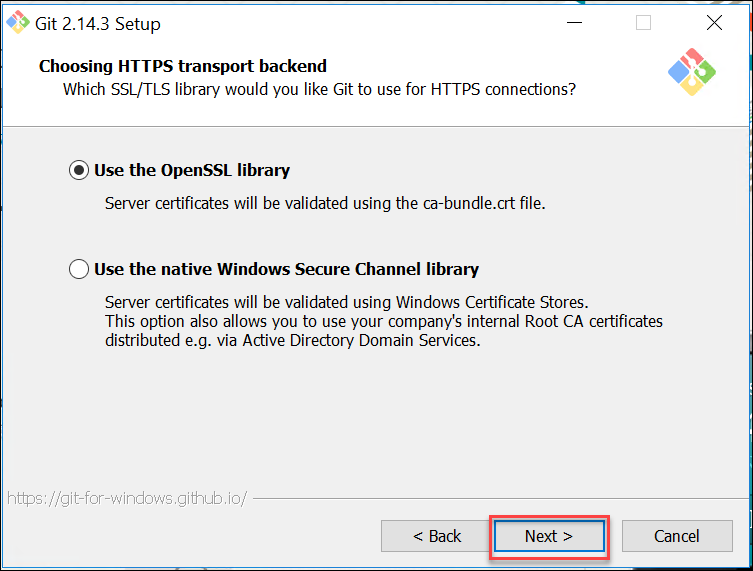 Git 2.14.3 Setup
Choosing HTTPS transport backend
Which SSL/TLS library would you like Git to use for HTTPS connections?
Use the OpenSSL library
Server certificates will be validated using the ca-bundle.crt file.
Use the native Windows Secure Channel library
Server certificates will be validated using Windows Certificate Stores.
This option also allows you to use your company's internal Root CA certificates
distributed e.g. via Active Directory Domain Services.
https://git-for-windows.github.io/
< Back Next > Cancel